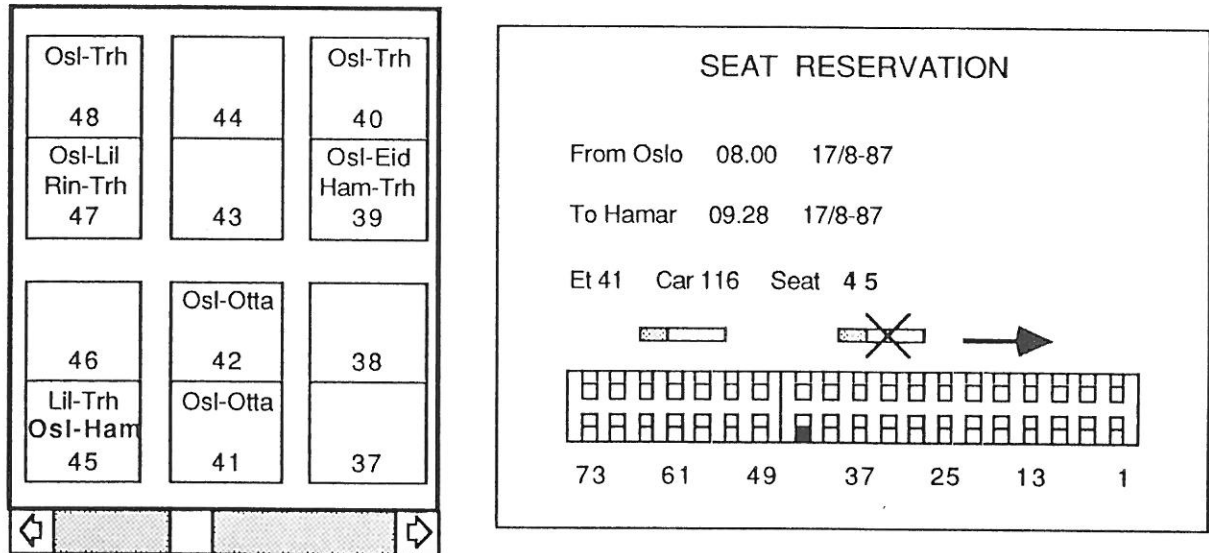 Osl-Trh
48
44
Osl-Trh
40
Osl-Lil
Rin-Trh
47
43
Osl-Eid
Ham-Trh
39
46
Osl-Otta
42
38
Lil-Trh
Osl-Ham
45
Osl-Otta
41
37
SEAT RESERVATION
From Oslo 08.00 17/8-87
To Hamar 09.28 17/8-87
Et 41 Car 116 Seat 4 5
73 61 49 37 25 13 1